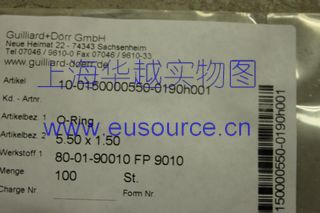 Guilliard+Dörr GmbH
Neue Heimat 22 - 74343 Sachsenheim
Tel 07046 / 9610-0 Fax 07046 / 9610-33
www.guilliard-doerr.de
上海华越实物图
Artikel 10-0150000550-0190h001
Kd. - Artnr.
www.eusource.cn
Artikelbez. 1 O-Ring
Artikelbez. 2 5.50 x 1.50
Werkstoff 1 80-01-90010 FP 9010
Menge 100 St.
Charge Nr Form Nr.
150000550-0190h001